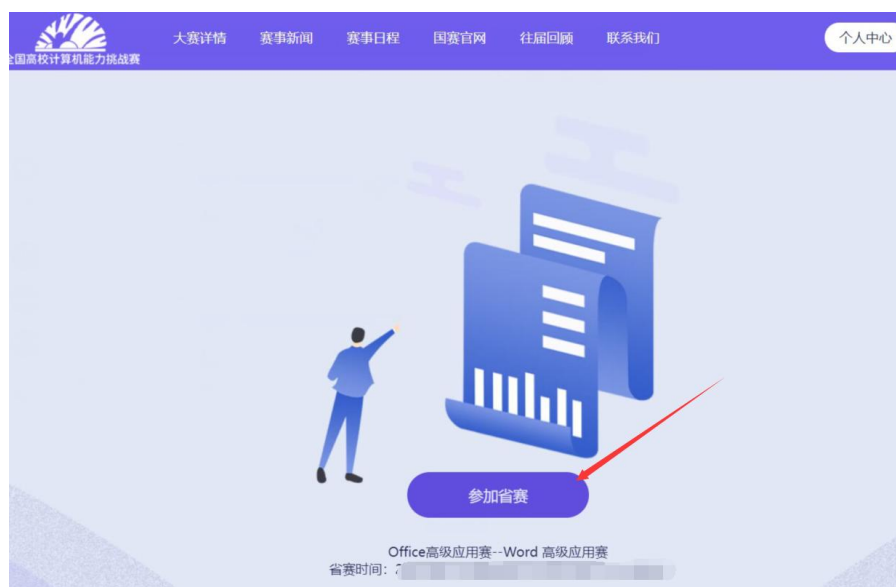 大赛详情 赛事新闻 赛事日程 国赛官网 往届回顾 联系我们 个人中心
全国高校计算机能力挑战赛
参加省赛
Office高级应用赛--Word 高级应用赛
省赛时间：